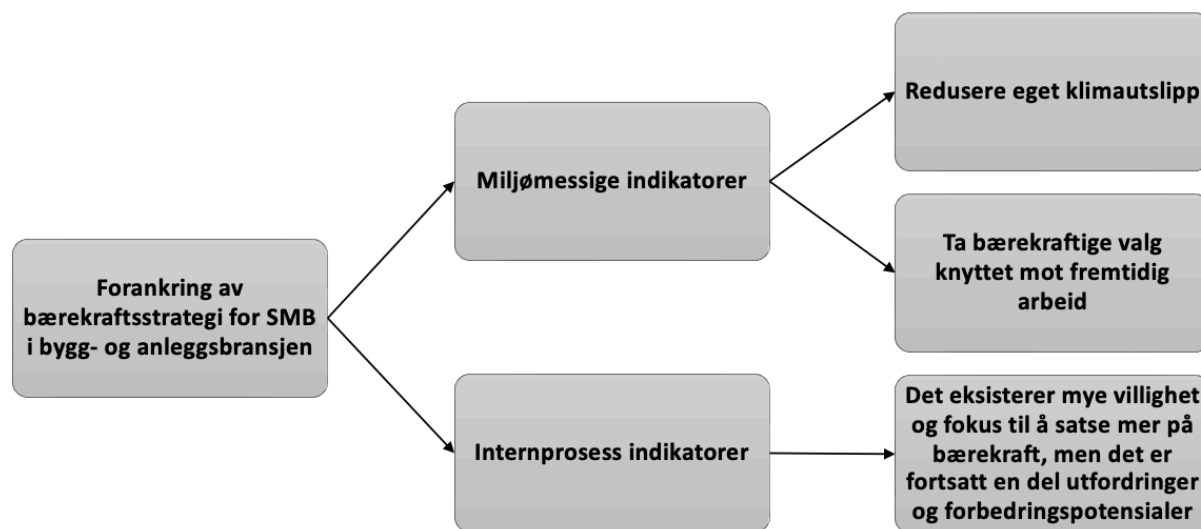 Forankring av
bærekraftsstrategi for SMB
i bygg- og anleggsbransjen
Miljømessige indikatorer
Redusere eget klimautslipp
Ta bærekraftige valg
knyttet mot fremtidig
arbeid
Internprosess indikatorer
Det eksisterer mye villighet
og fokus til å satse mer på
bærekraft, men det er
fortsatt en del utfordringer
og forbedringspotensialer